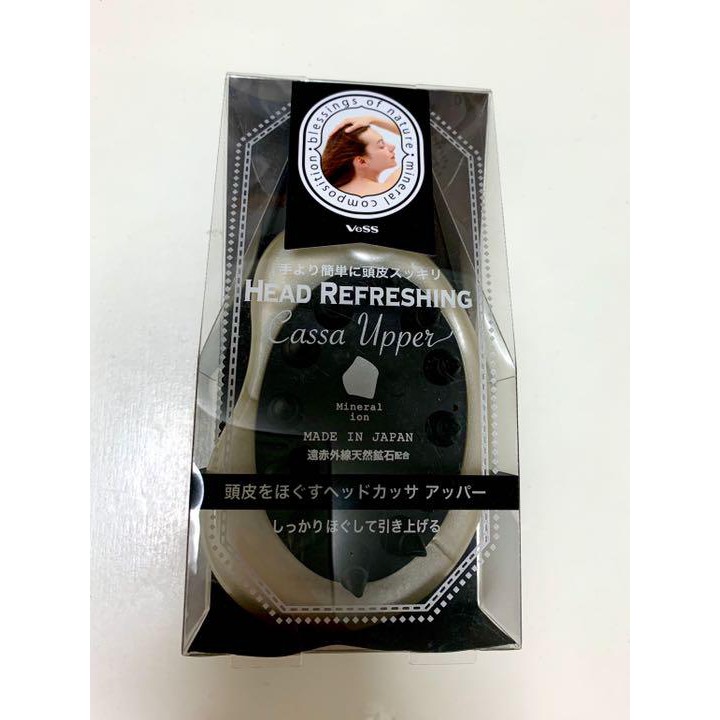 blessings of nature • mineral composition •
VeSS
手より簡単に頭皮スッキリ
HEAD REFRESHING
Cassa Upper
Mineral
ion
MADE IN JAPAN
遠赤外線天然鉱石配合
頭皮をほぐすヘッドカッサ アッパー
しっかりほぐして引き上げる